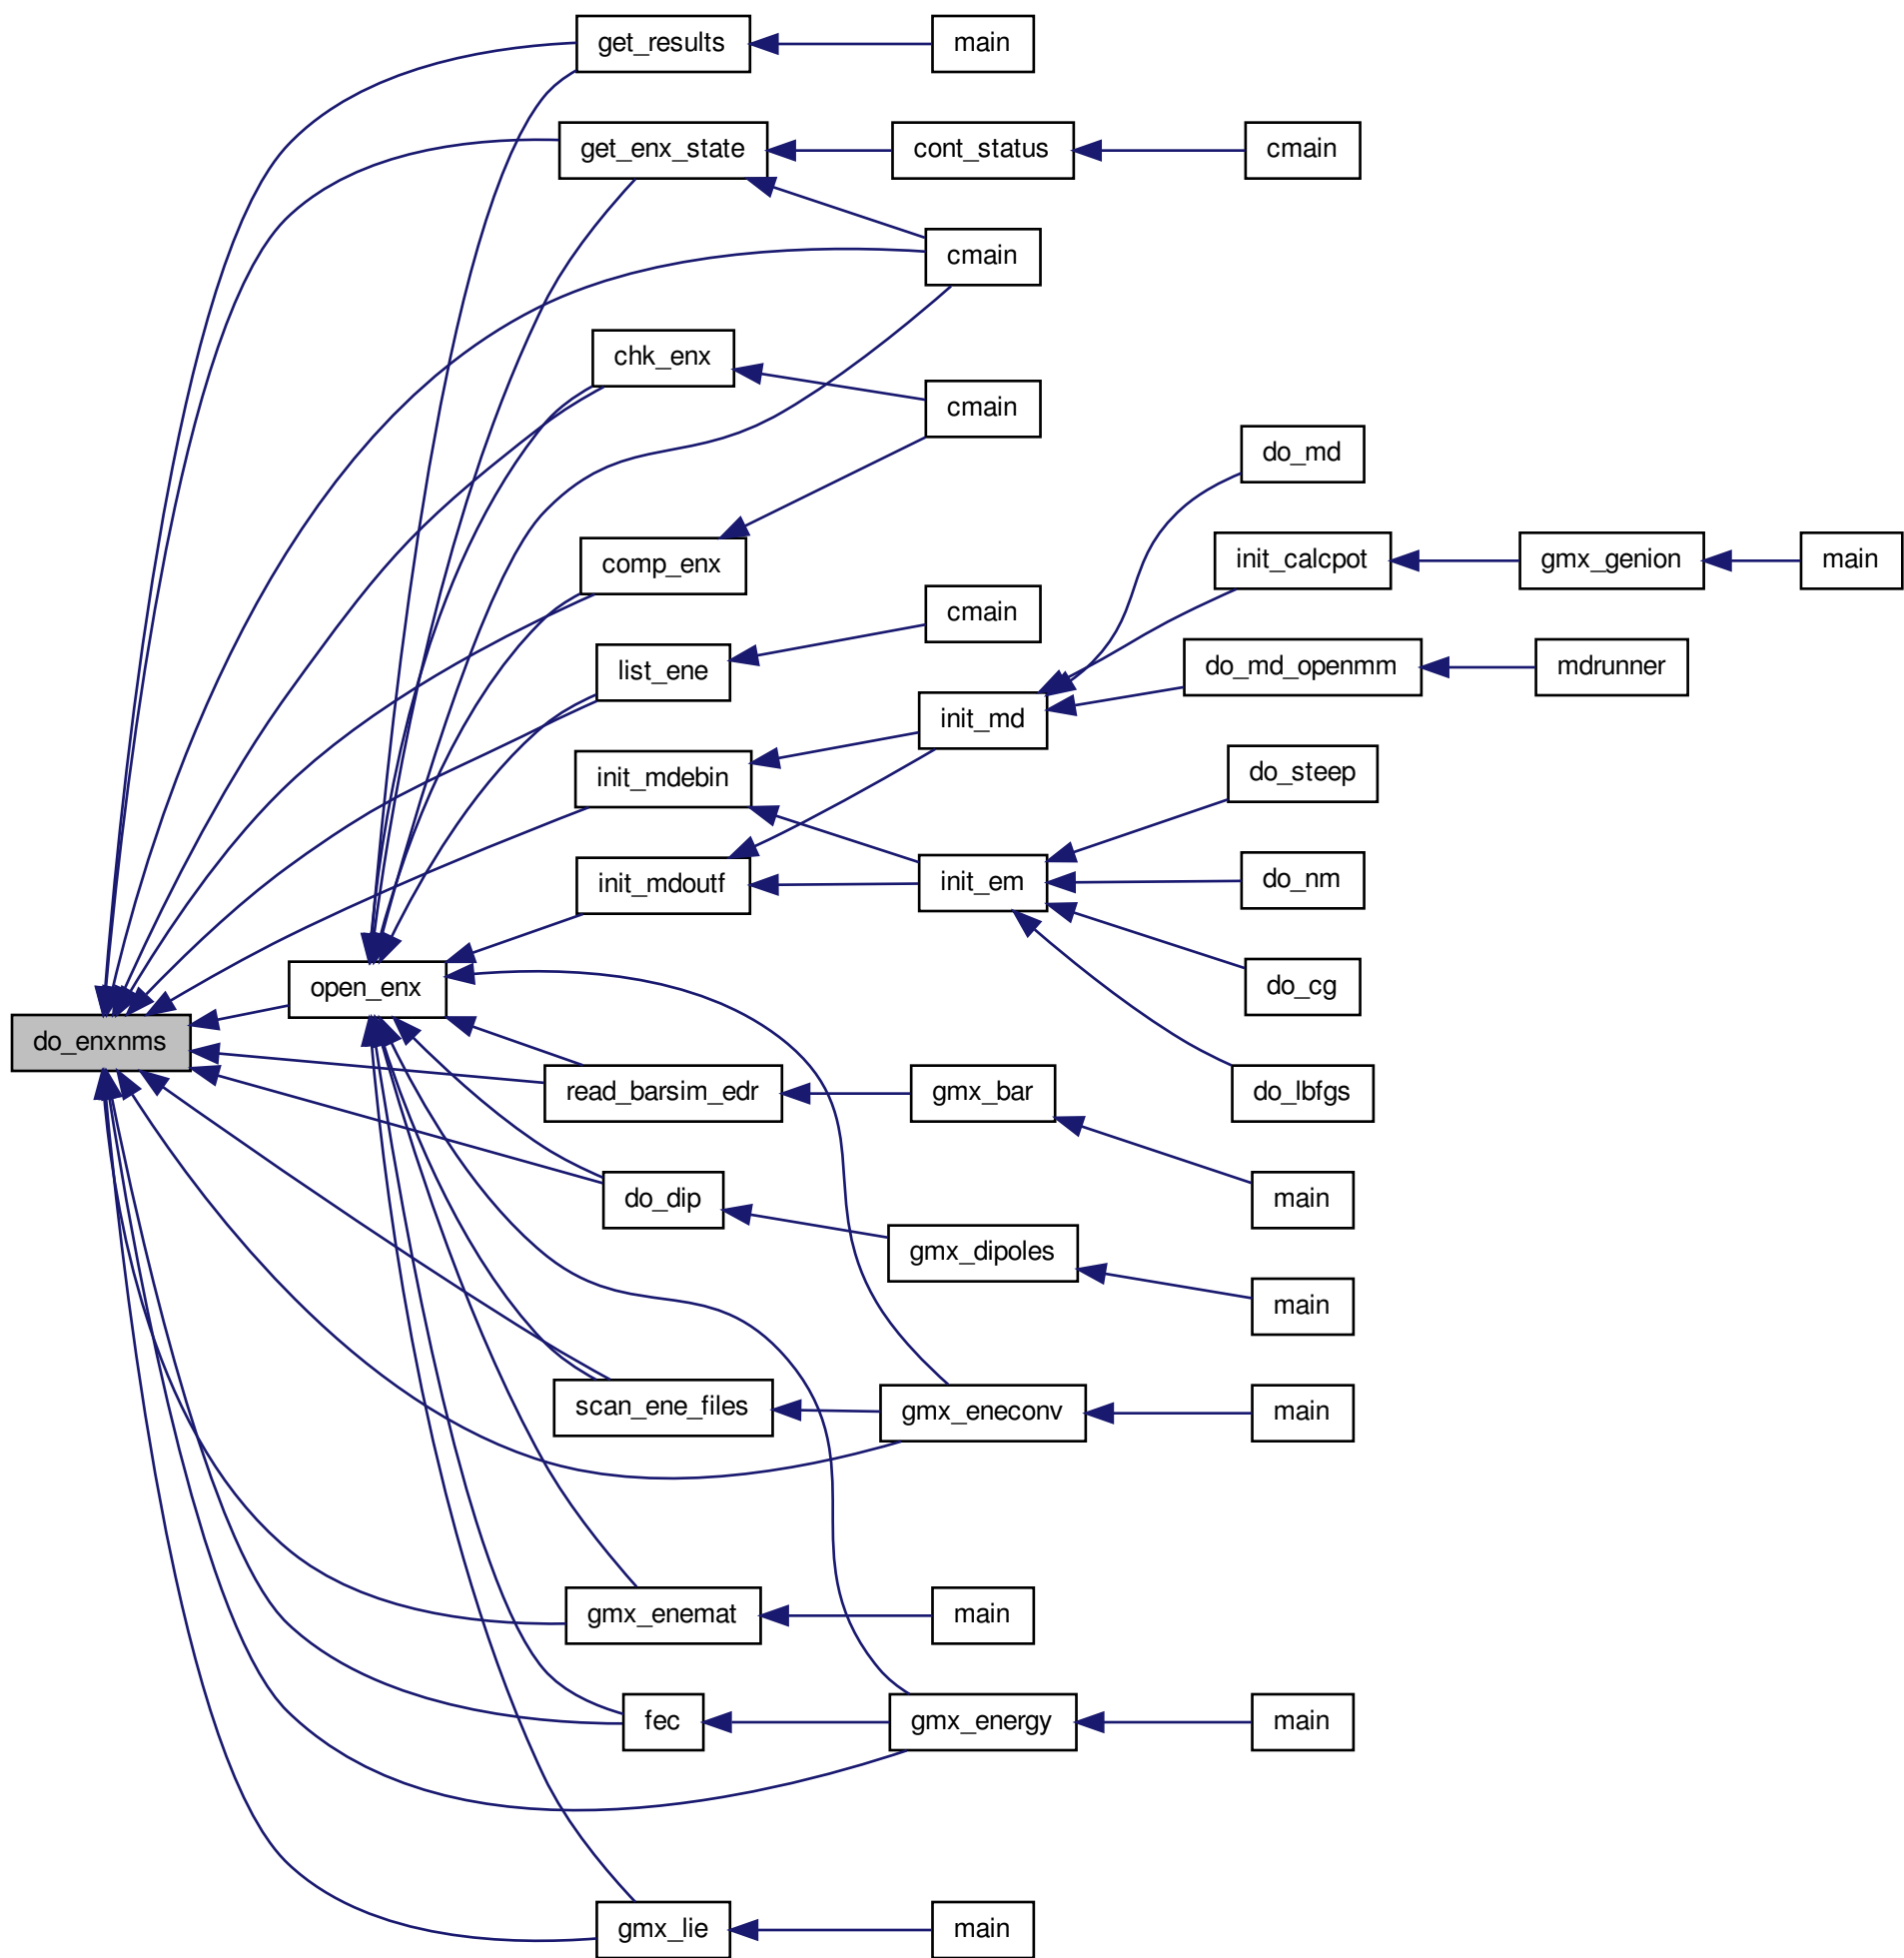 get_results
main
get_enx_state
cont_status
cmain
cmain
chk_enx
cmain
do_md
comp_enx
init_calcpot
gmx_genion
main
cmain
list_ene
do_md_openmm
mdrunner
init_md
init_mdebin
do_steep
init_mdoutf
init_em
do_nm
open_enx
do_cg
do_enxnms
read_barsim_edr
gmx_bar
do_lbfgs
do_dip
main
gmx_dipoles
main
scan_ene_files
gmx_eneconv
main
gmx_enemat
main
fec
gmx_energy
main
gmx_lie
main